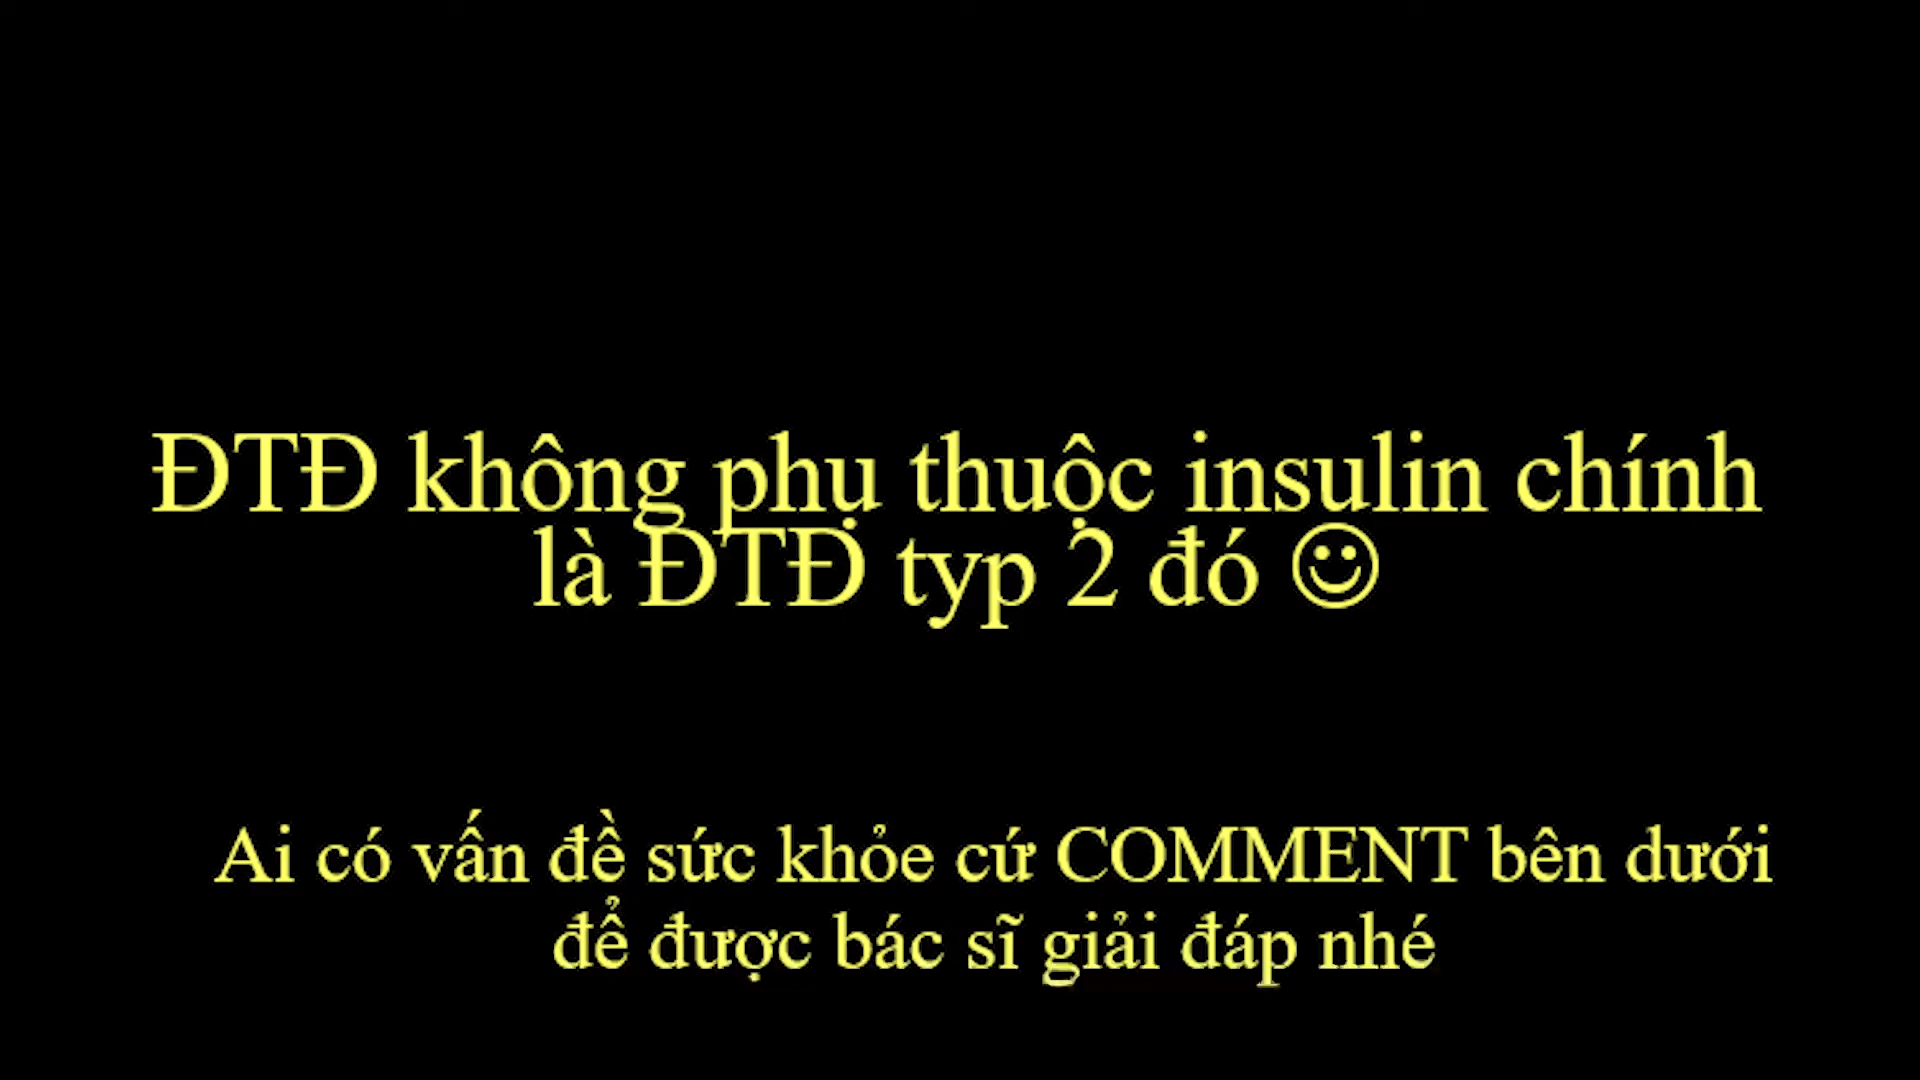 ĐTĐ không phụ thuộc insulin chính
là ĐTĐ typ 2 đó ☺
Ai có vấn đề sức khỏe cứ COMMENT bên dưới
để được bác sĩ giải đáp nhé